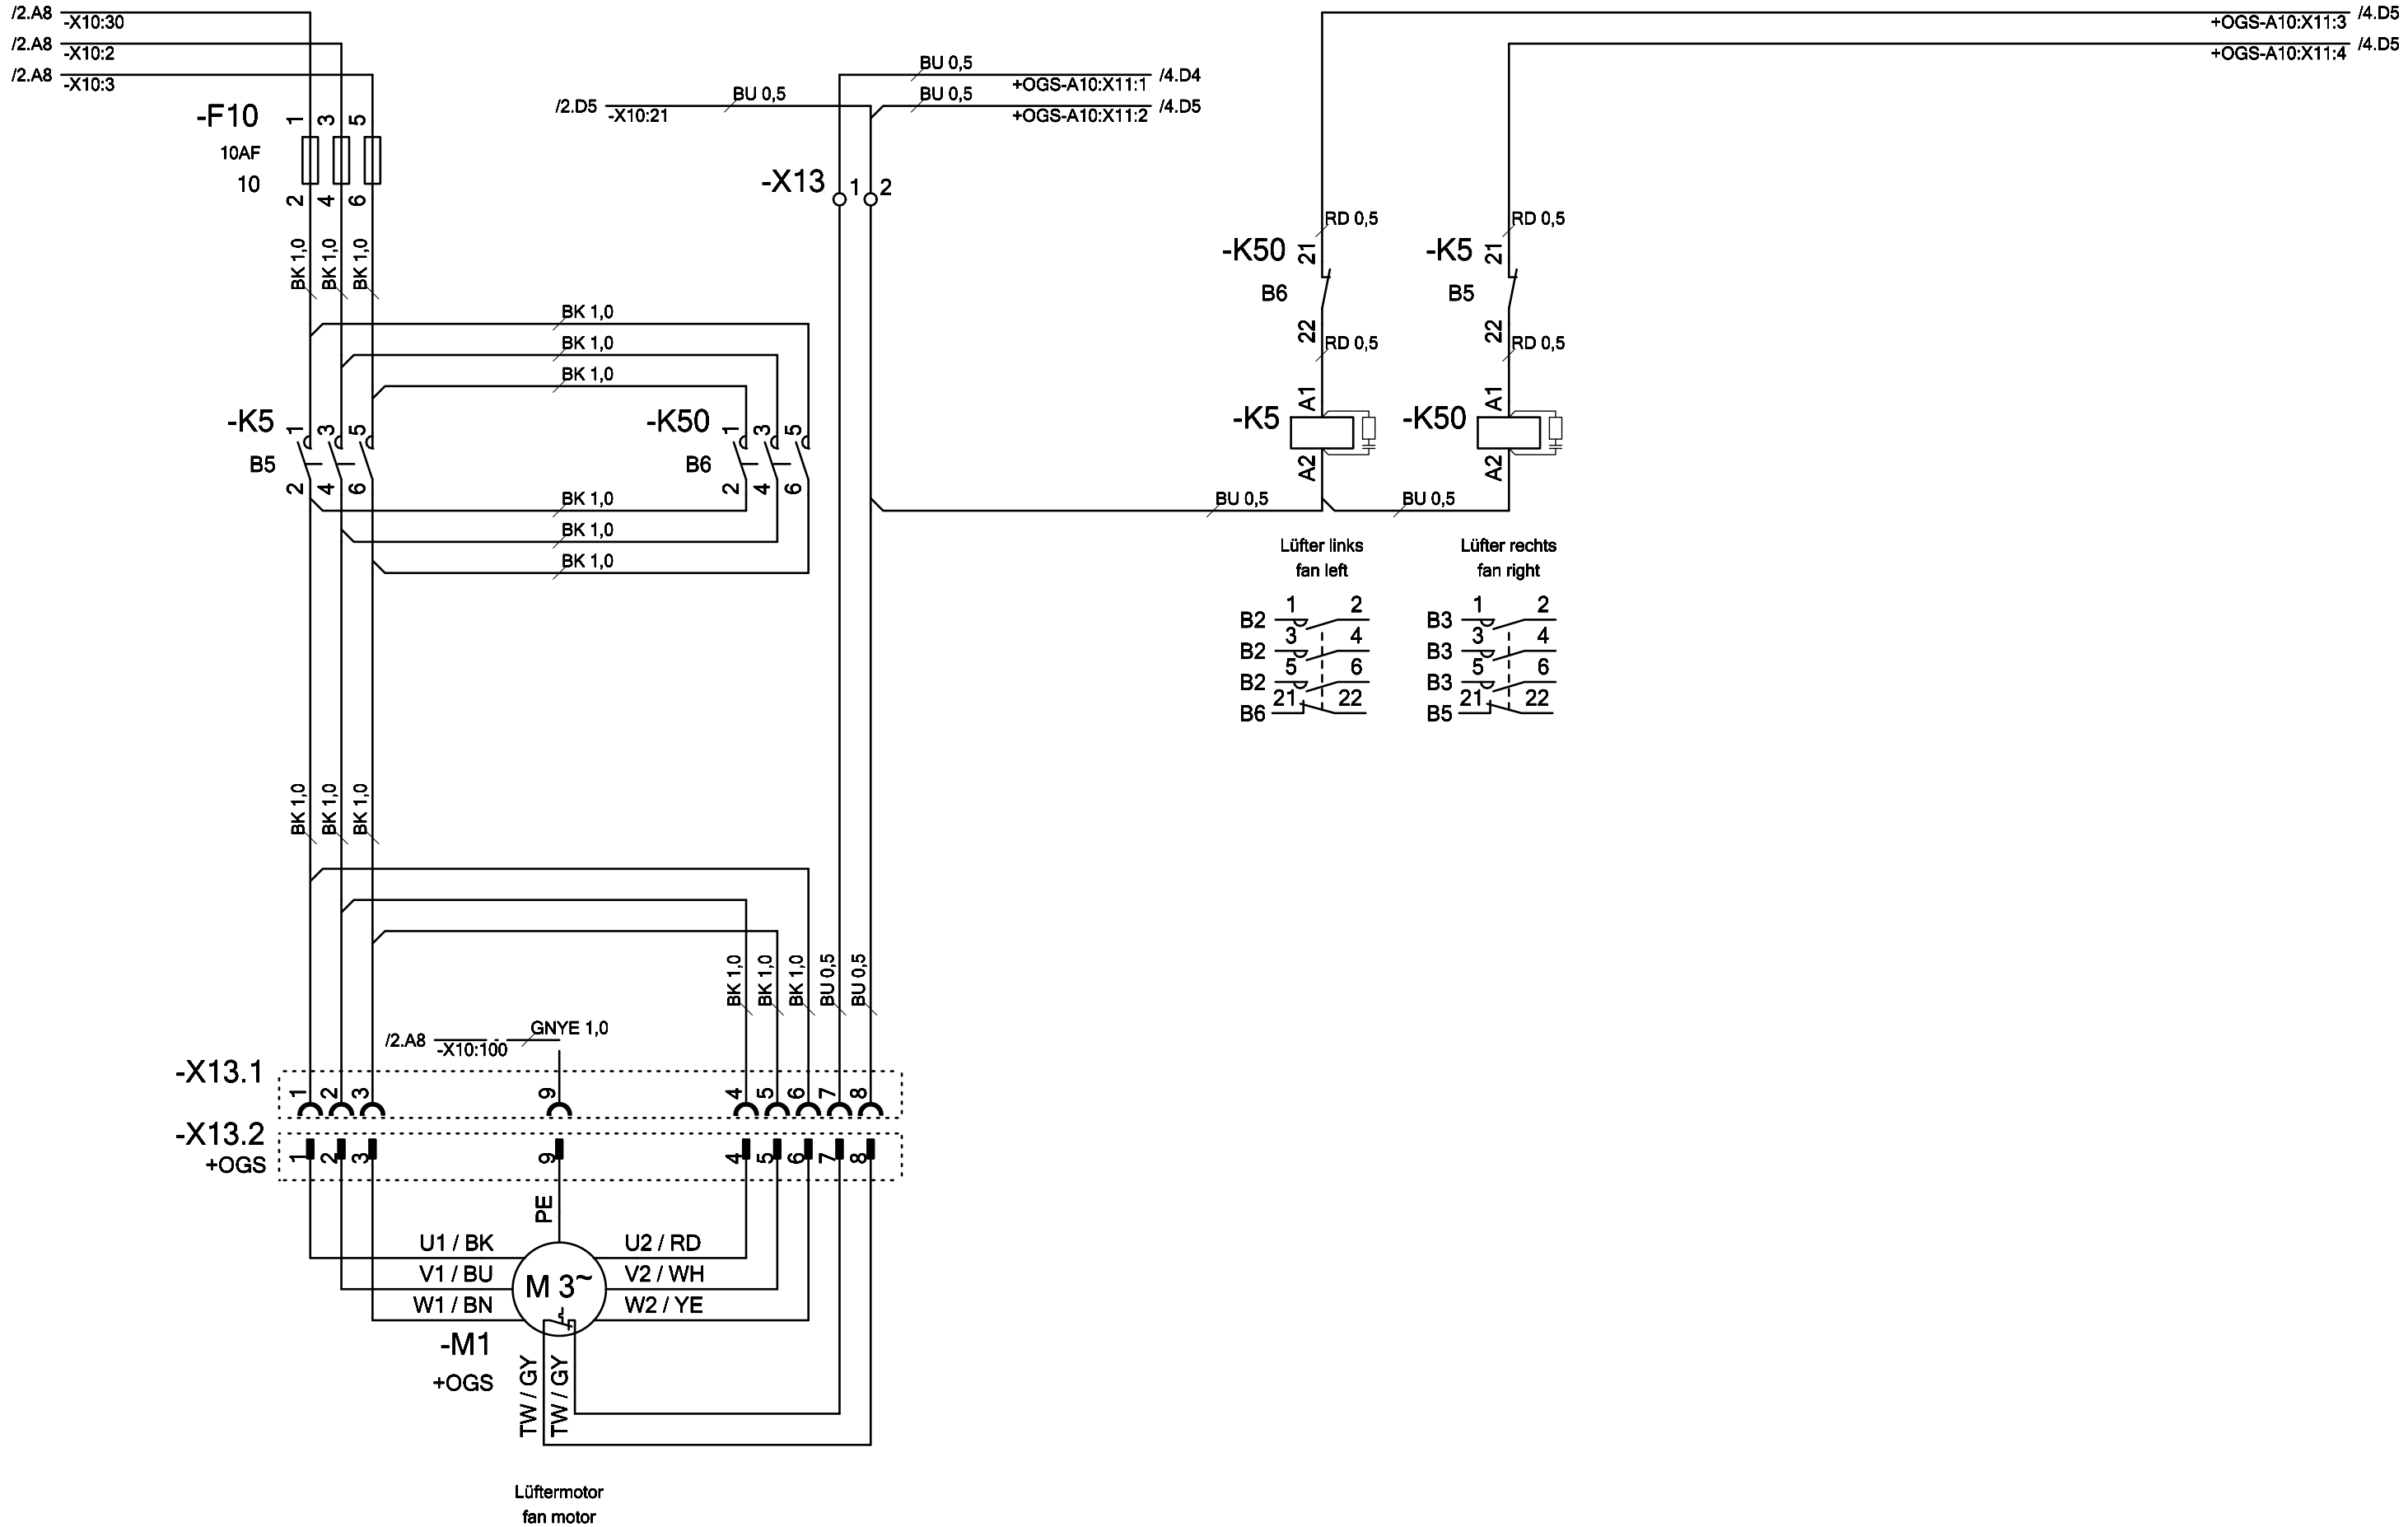 /2.A8 -X10:30
/2.A8 -X10:2
/2.A8 -X10:3
/4.D5 +OGS-A10:X11:3
/4.D5 +OGS-A10:X11:4
BU 0,5 /4.D4 +OGS-A10:X11:1
/2.D5 BU 0,5 -X10:21
BU 0,5 /4.D5 +OGS-A10:X11:2
-F10 1 3 5
10AF
10
2 4 6
-X13 1 2
BK 1,0 BK 1,0 BK 1,0
RD 0,5 RD 0,5
-K50 21 -K5 21
B6 B5
22 22
RD 0,5 RD 0,5
BK 1,0
BK 1,0
BK 1,0
-K5 1 3 5
B5
2 4 6
-K50 1 3 5
B6
2 4 6
A1 A1
-K5 -K50
A2 A2
BK 1,0
BK 1,0
BK 1,0
BU 0,5 BU 0,5
Lüfter links
fan left
Lüfter rechts
fan right
B2 1 2
B2 3 4
B2 5 6
B6 21 22
B3 1 2
B3 3 4
B3 5 6
B5 21 22
BK 1,0 BK 1,0 BK 1,0
BK 1,0 BK 1,0 BK 1,0 BU 0,5 BU 0,5
/2.A8 GNYE 1,0
-X10:100
-X13.1 1 2 3 9 4 5 6 7 8
-X13.2 1 2 3 9 4 5 6 7 8
+OGS
PE
U1 / BK U2 / RD
V1 / BU M 3~ V2 / WH
W1 / BN W2 / YE
-M1
+OGS
TW / GY TW / GY
Lüftermotor
fan motor